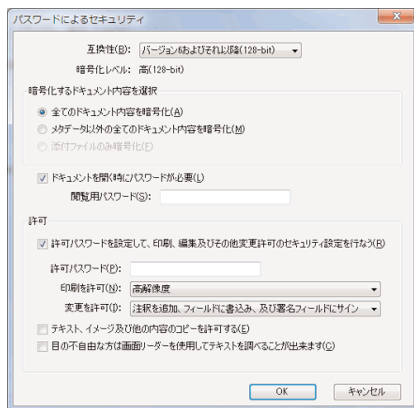 パスワードによるセキュリティ
互換性(B): バージョン6およびそれ以降(128-bit)
暗号化レベル: 高(128-bit)
暗号化するドキュメント内容を選択
全てのドキュメント内容を暗号化(A)
メタデータ以外の全てのドキュメント内容を暗号化(M)
添付ファイルのみ暗号化(F)
ドキュメントを開く時にパスワードが必要(L)
閲覧用パスワード(S):
許可
許可パスワードを設定して、印刷、編集及びその他変更許可のセキュリティ設定を行なう(R)
許可パスワード(P):
印刷を許可(N): 高解像度
変更を許可(I): 注釈を追加、フィールドに書込み、及び署名フィールドにサイン
テキスト、イメージ及び他の内容のコピーを許可する(E)
目の不自由な方は画面リーダーを使用してテキストを調べることが出来ます(C)
OK キャンセル